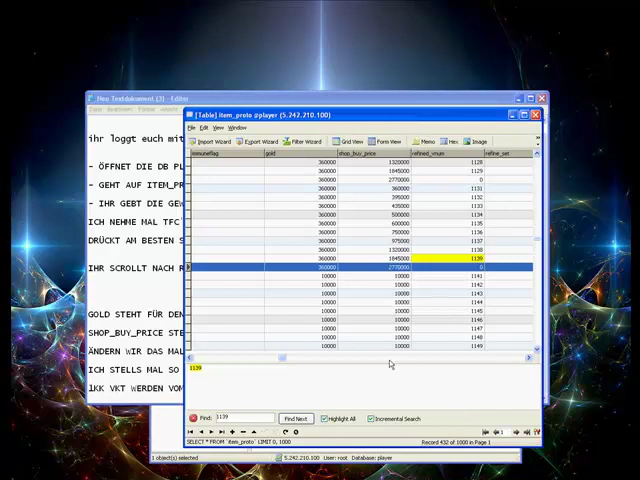 Neu Textdokument (3) - Editor
ihr loggt euch mit
- ÖFFNT DIE DB PL
- GEHT AUF ITEM_PR
- IHR GEBT DIE GEW
ICH NEHME MAL TFC
DRÜCKT AM BESTEN S
IHR SCROLLT NACH R
GOLD STEHT FÜR DEN
SHOP_BUY_PRICE STE
ÄNDERN WIR DAS MAL
ICH STELLS MAL SO
1KK VKT WERDEN VOM
[Table] item_proto @player (5.242.210.100)
File Edit View Window
Import Wizard Export Wizard Filter Wizard Grid View Form View Memo Hex Image
immuneflag gold shop_buy_price refined_vnum refine_set
360000 1320000 1128
360000 1845000 1129
360000 2770000 0
360000 360000 1131
360000 395000 1132
360000 435000 1133
360000 500000 1134
360000 600000 1135
360000 750000 1136
360000 975000 1137
360000 1320000 1138
360000 1845000 1139
360000 2770000 0
10000 10000 1141
10000 10000 1142
10000 10000 1143
10000 10000 1144
10000 10000 1145
10000 10000 1146
10000 10000 1147
10000 10000 1148
10000 10000 1149
1139
Find: 1139 Find Next Highlight All Incremental Search
1
SELECT * FROM `item_proto` LIMIT 0, 1000 Record 432 of 1000 in Page 1
1 object(s) selected 5.242.210.100 User: root Database: player